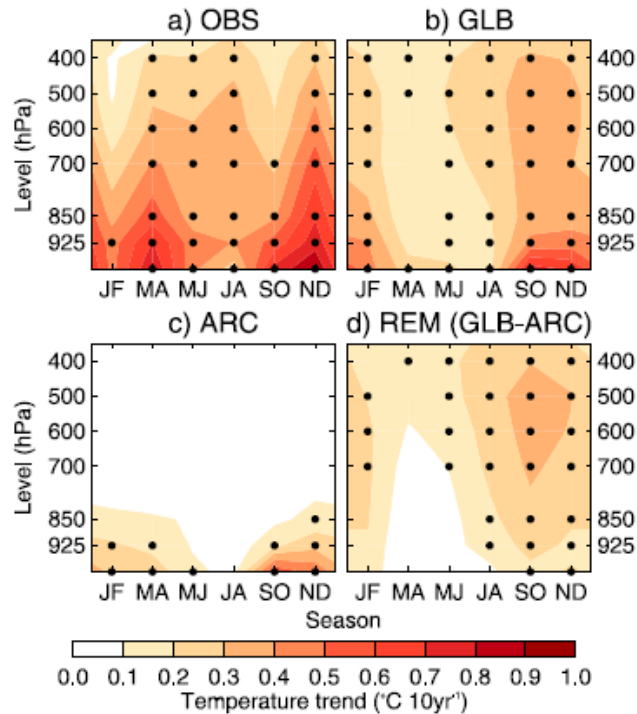 a) OBS
b) GLB
Level (hPa)
400
500
600
700
850
925
400
500
600
700
850
925
JF MA MJ JA SO ND
JF MA MJ JA SO ND
c) ARC
d) REM (GLB-ARC)
Level (hPa)
400
500
600
700
850
925
400
500
600
700
850
925
JF MA MJ JA SO ND
JF MA MJ JA SO ND
Season
0.0 0.1 0.2 0.3 0.4 0.5 0.6 0.7 0.8 0.9 1.0
Temperature trend (°C 10yr⁻¹)